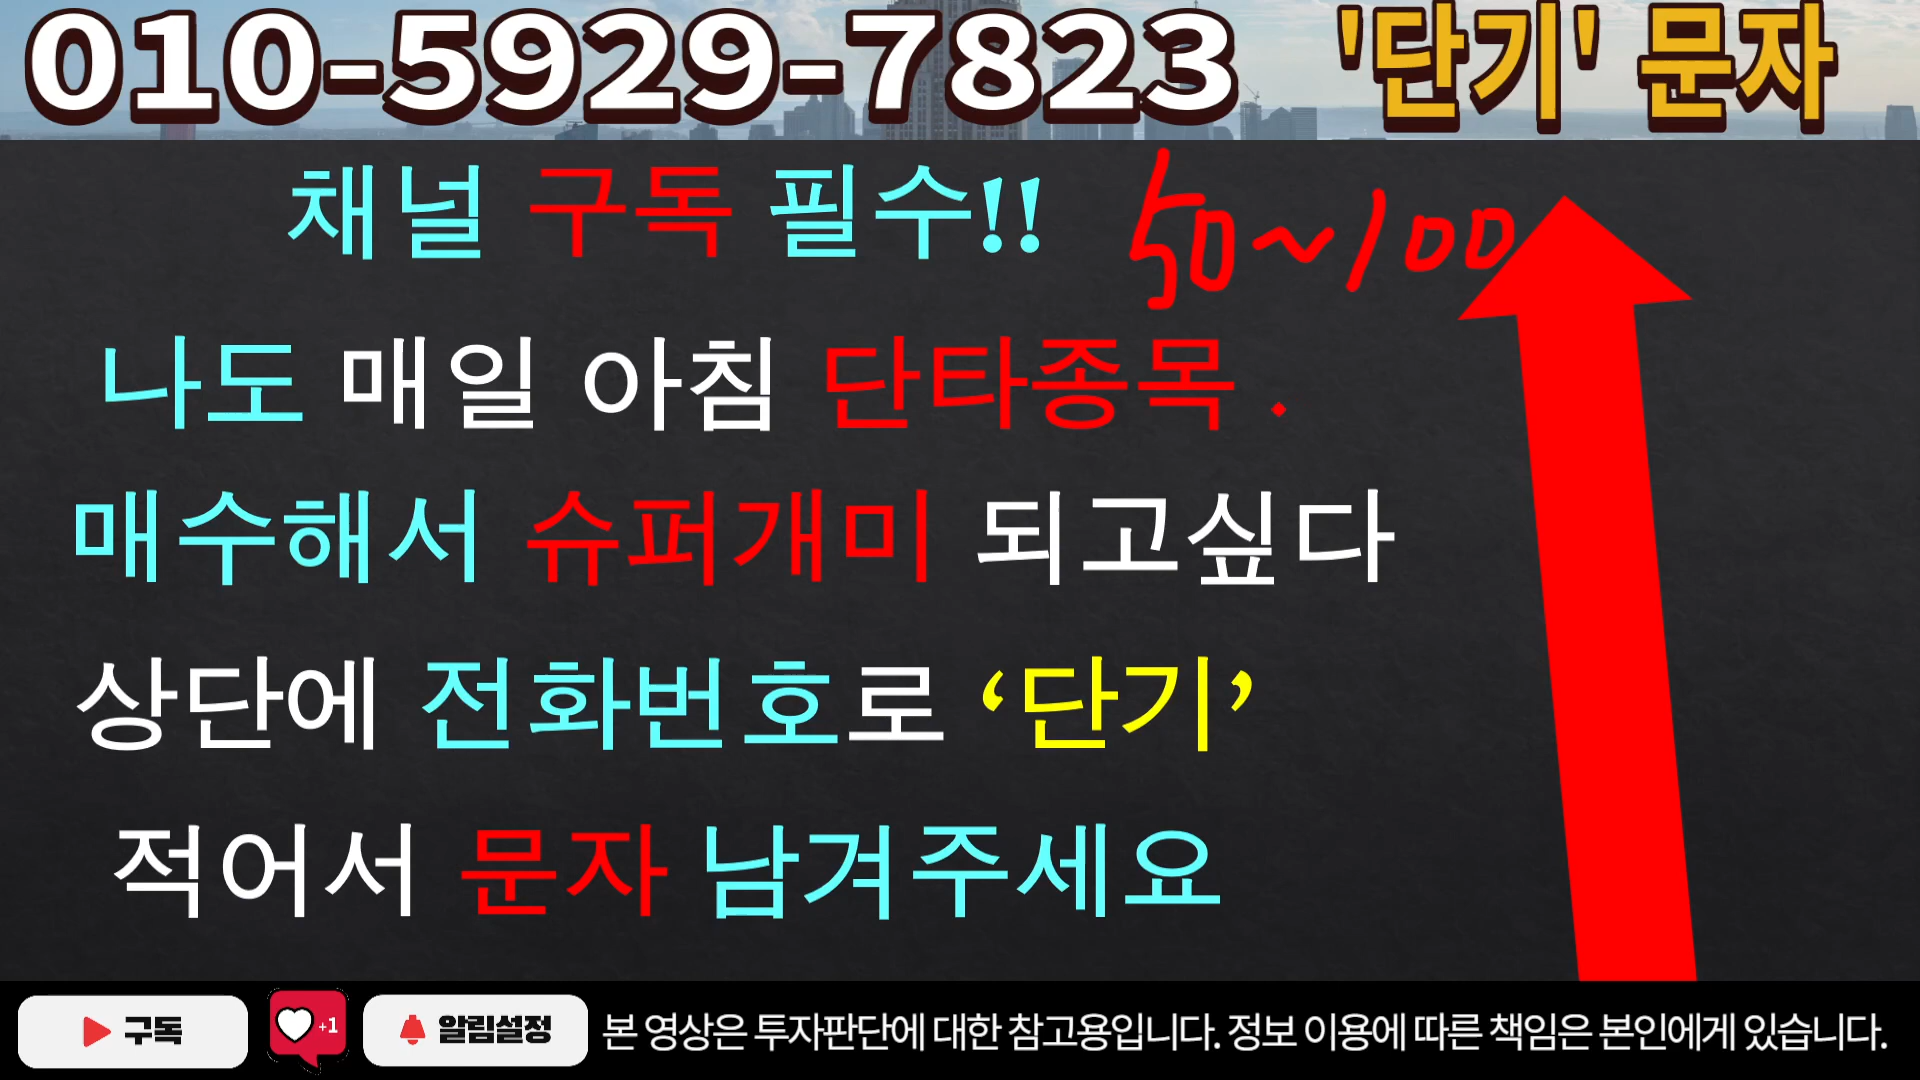 010-5929-7823 '단기' 문자
채널 구독 필수!! 50~100
나도 매일 아침 단타종목.
매수해서 슈퍼개미 되고싶다
상단에 전화번호로 ‘단기’
적어서 문자 남겨주세요
구독 +1 알림설정 본 영상은 투자판단에 대한 참고용입니다. 정보 이용에 따른 책임은 본인에게 있습니다.